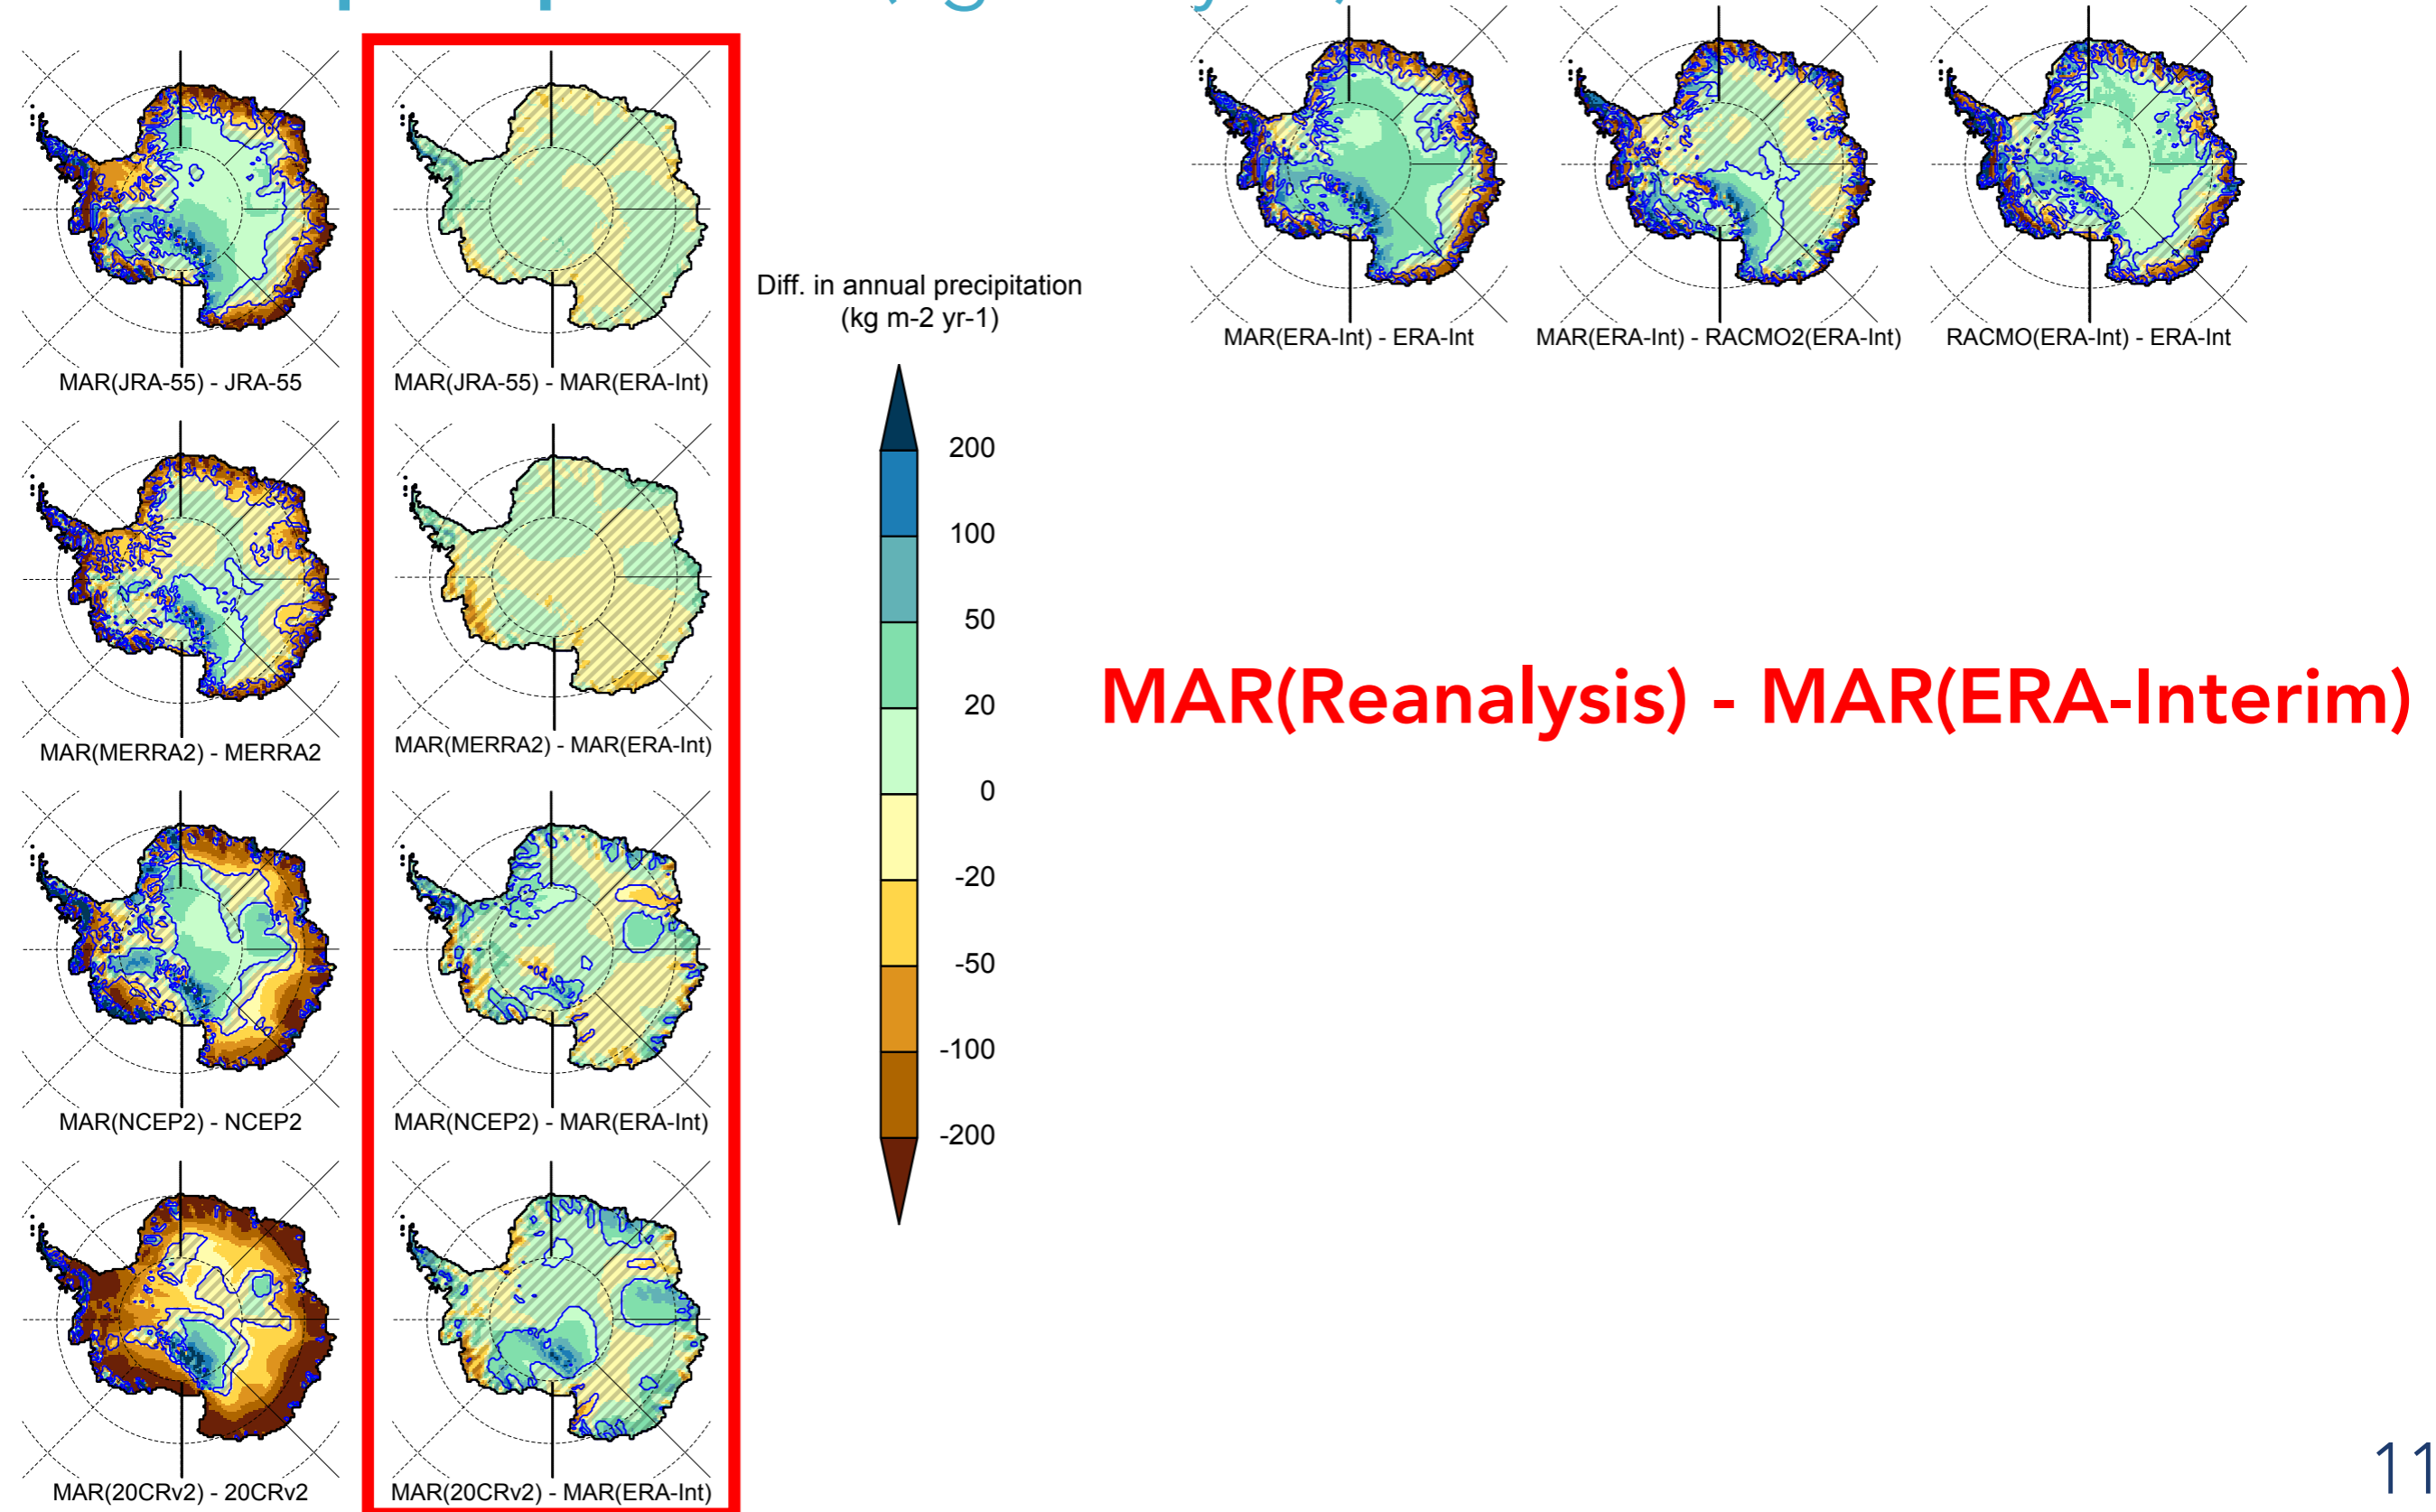 MAR(JRA-55) - JRA-55
MAR(JRA-55) - MAR(ERA-Int)
MAR(MERRA2) - MERRA2
MAR(MERRA2) - MAR(ERA-Int)
MAR(NCEP2) - NCEP2
MAR(NCEP2) - MAR(ERA-Int)
MAR(20CRv2) - 20CRv2
MAR(20CRv2) - MAR(ERA-Int)
Diff. in annual precipitation
(kg m-2 yr-1)
200
100
50
20
0
-20
-50
-100
-200
MAR(ERA-Int) - ERA-Int
MAR(ERA-Int) - RACMO2(ERA-Int)
RACMO(ERA-Int) - ERA-Int
MAR(Reanalysis) - MAR(ERA-Interim)
11